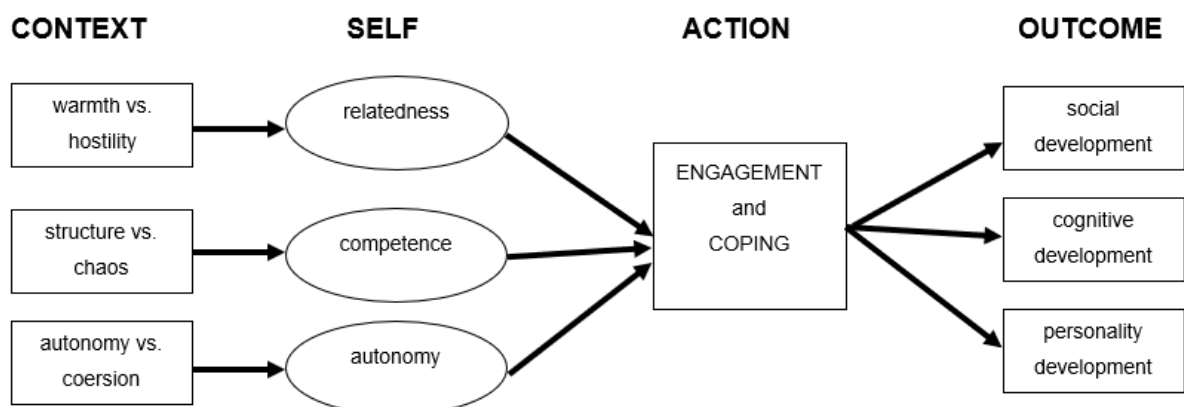 CONTEXT SELF ACTION OUTCOME
warmth vs.
hostility
relatedness
structure vs.
chaos
competence
autonomy vs.
coersion
autonomy
ENGAGEMENT
and
COPING
social
development
cognitive
development
personality
development